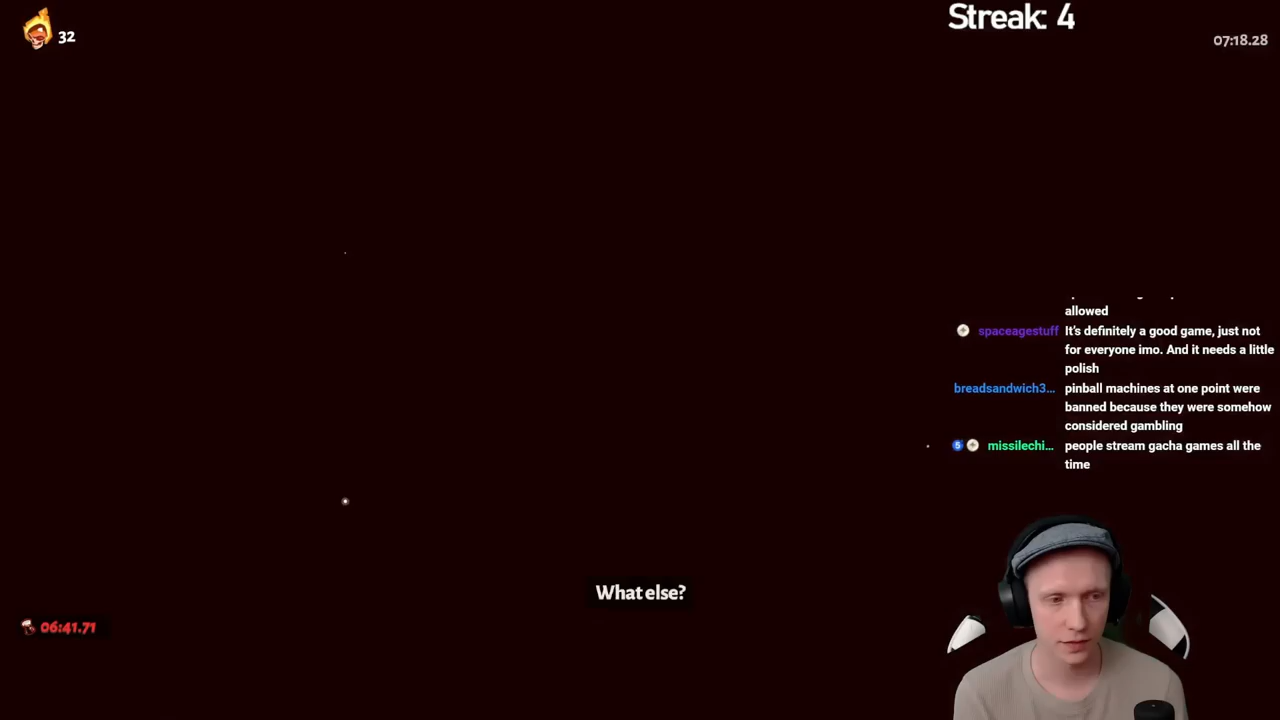 32
Streak: 4
07:18.28
allowed
spaceagestuff It's definitely a good game, just not
for everyone imo. And it needs a little
polish
breadsandwich3... pinball machines at one point were
banned because they were somehow
considered gambling
5 missilechi... people stream gacha games all the
time
What else?
06:41.71